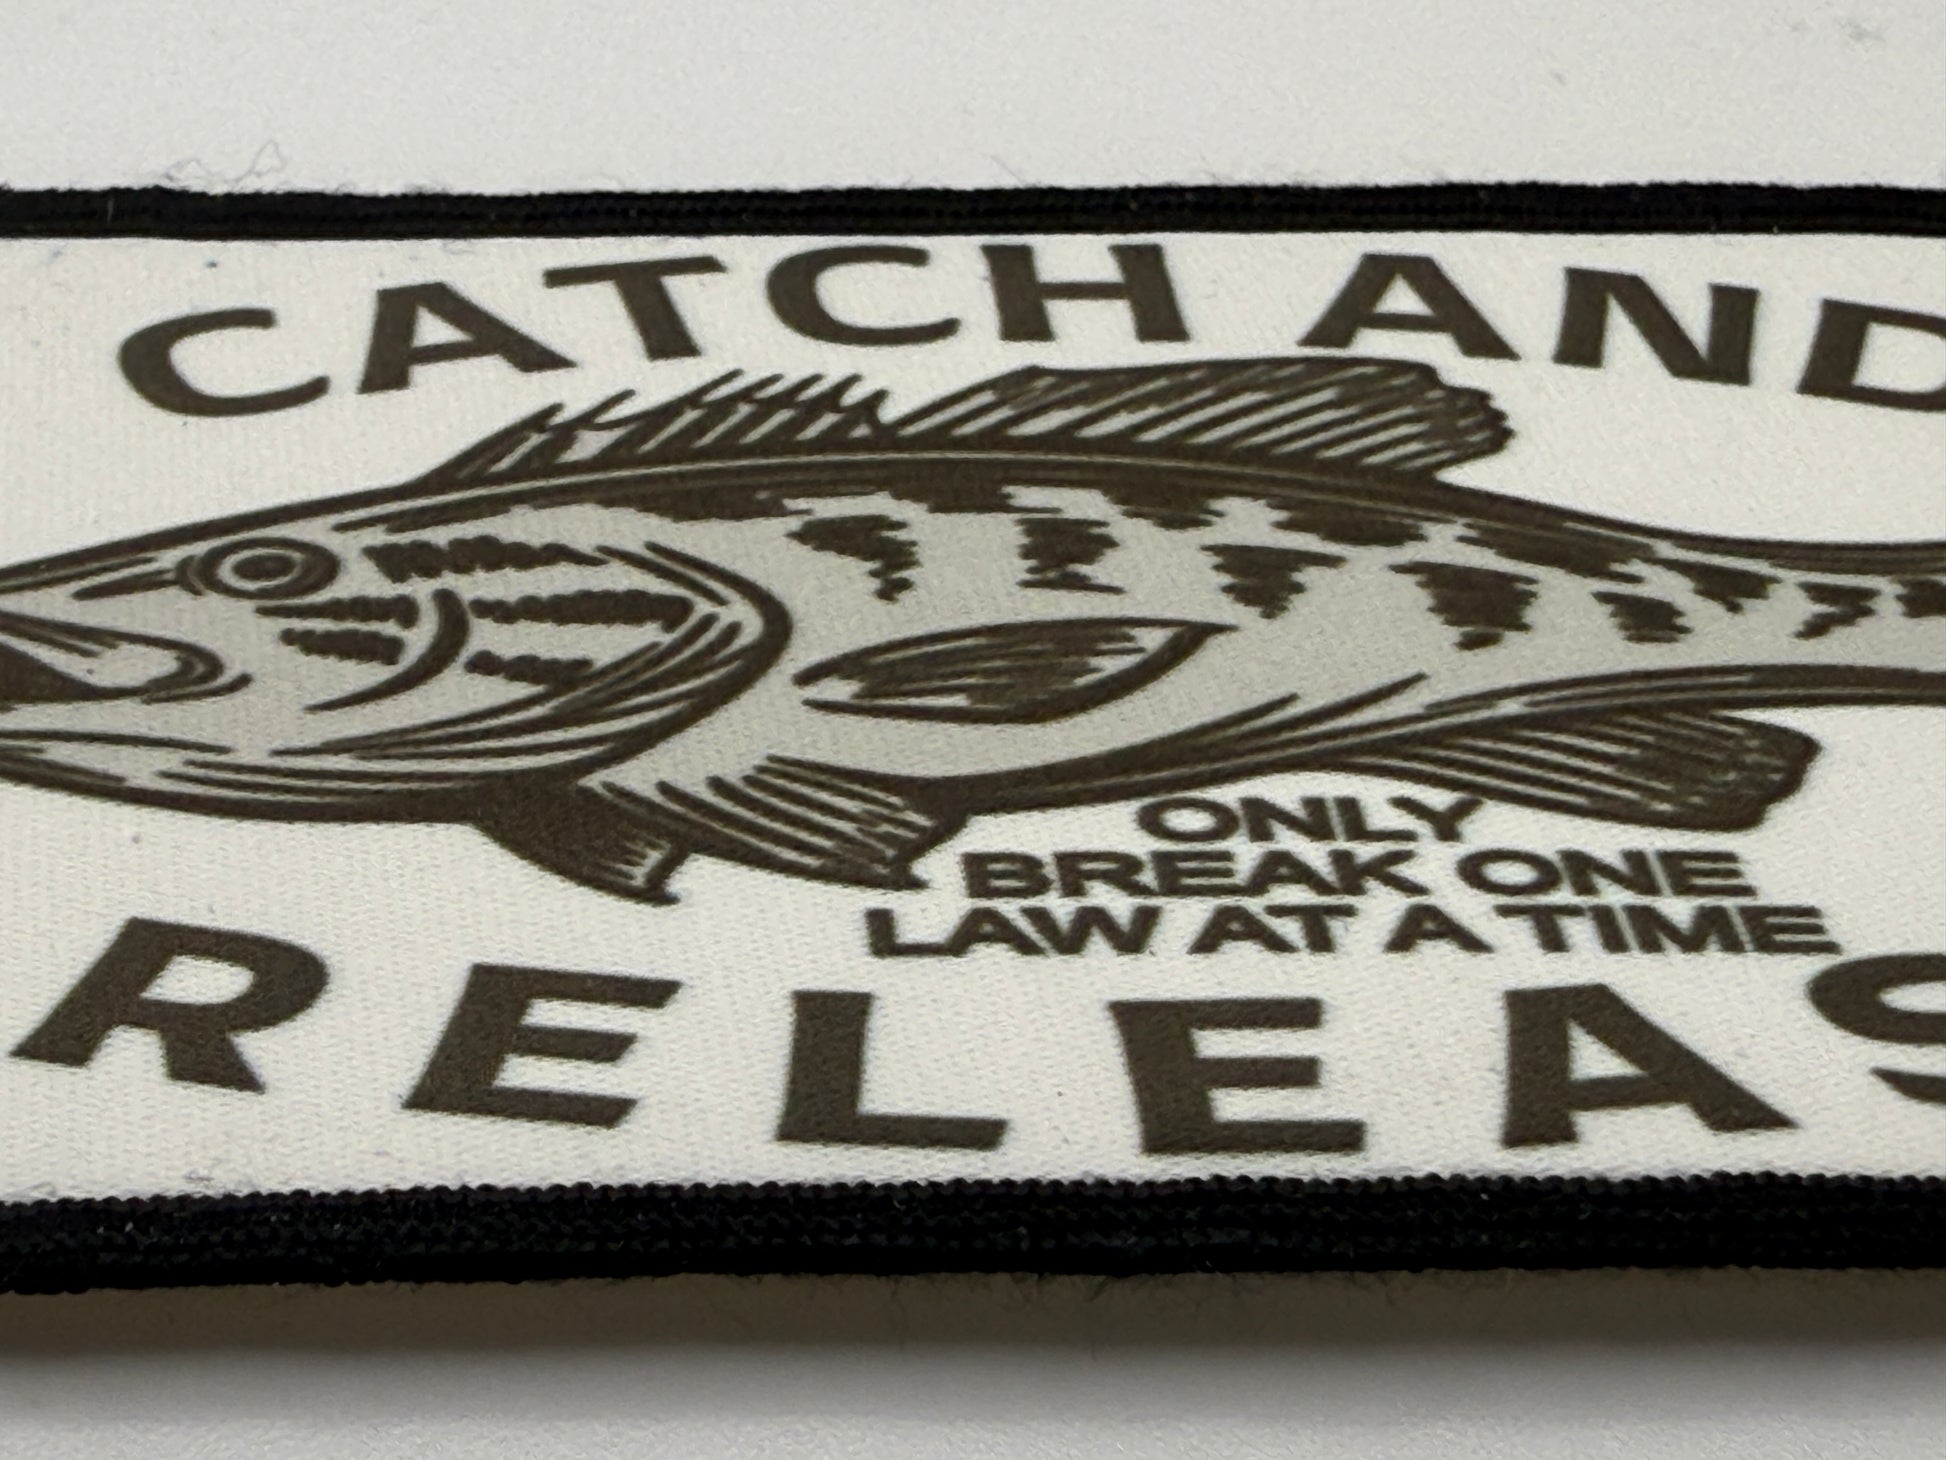 CATCH AND
ONLY
BREAK ONE
LAW AT A TIME
RELEAS